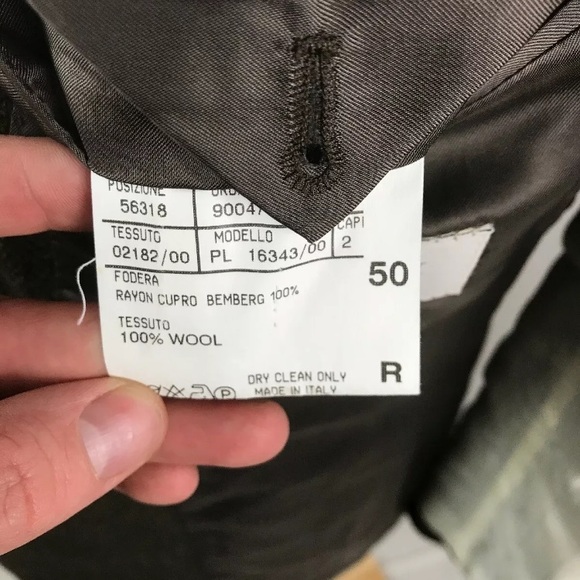 POSIZIONE
56318
TESSUTO MODELLO CAPI
02182/00 PL 16343/00 2
50
FODERA
RAYON CUPRO BEMBERG 100%
TESSUTO
100% WOOL
DRY CLEAN ONLY
MADE IN ITALY
R
P